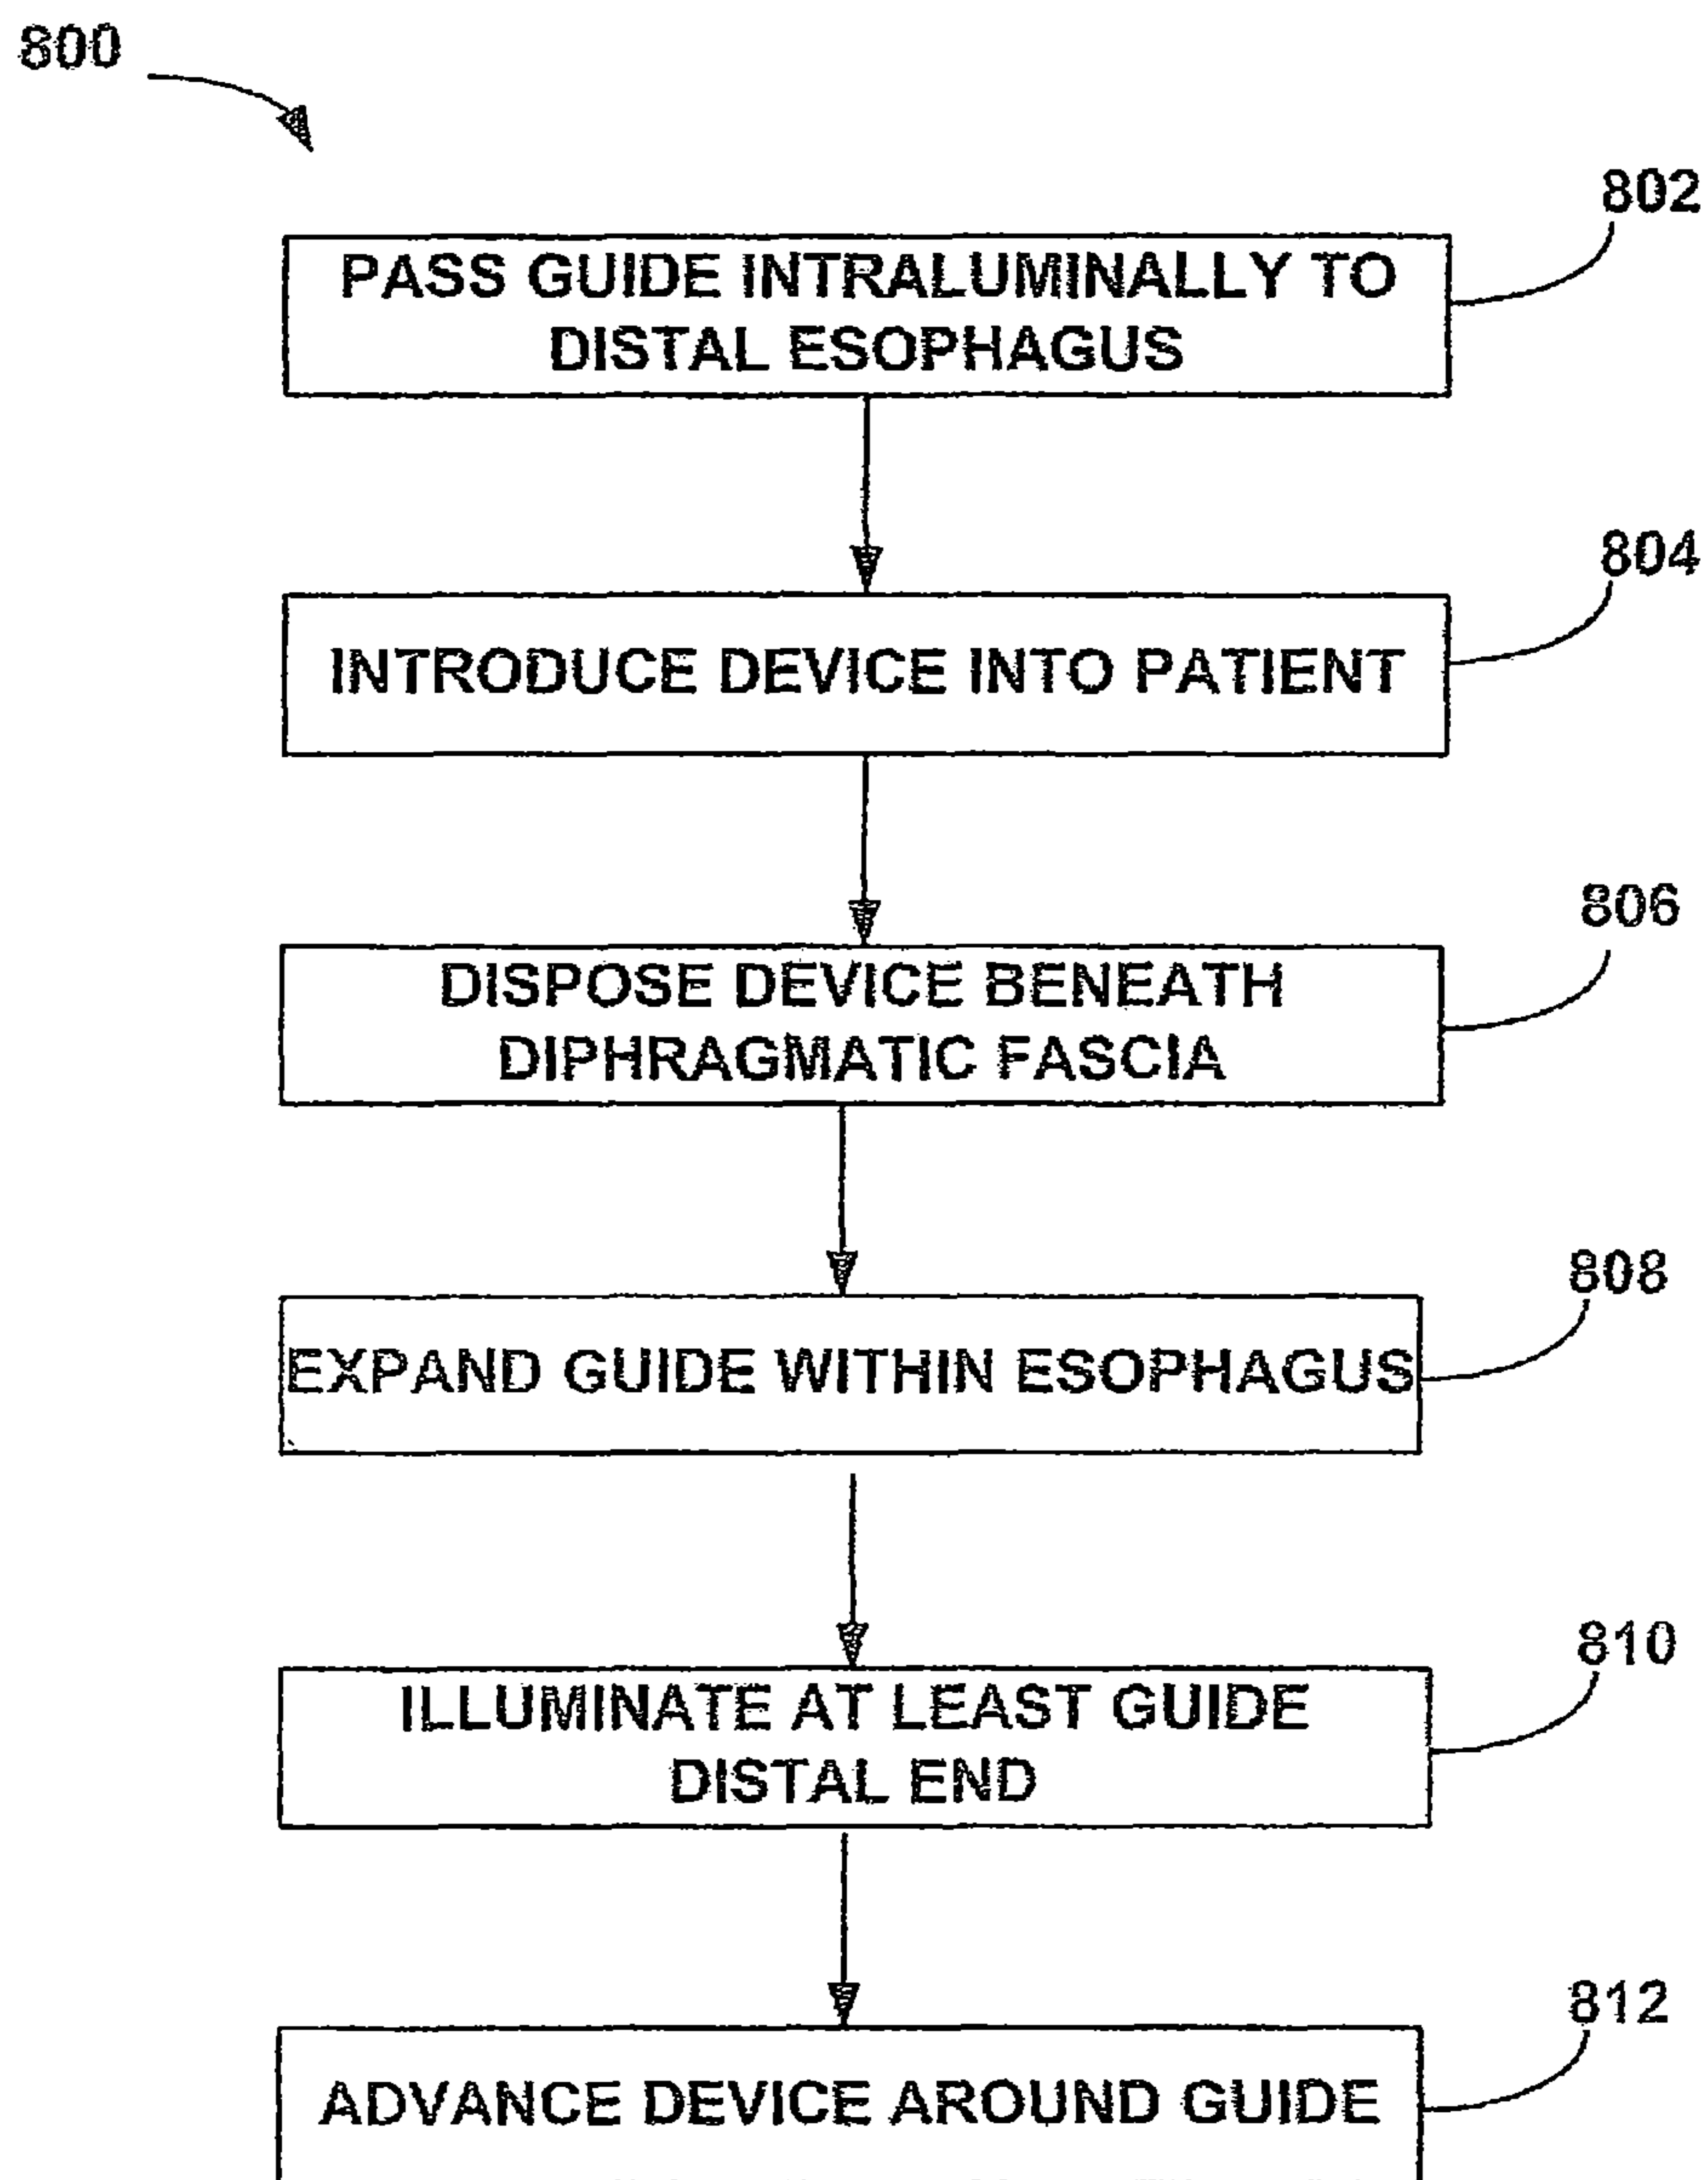 800
802
PASS GUIDE INTRALUMINALLY TO
DISTAL ESOPHAGUS
804
INTRODUCE DEVICE INTO PATIENT
806
DISPOSE DEVICE BENEATH
DIPHRAGMATIC FASCIA
808
EXPAND GUIDE WITHIN ESOPHAGUS
810
ILLUMINATE AT LEAST GUIDE
DISTAL END
812
ADVANCE DEVICE AROUND GUIDE